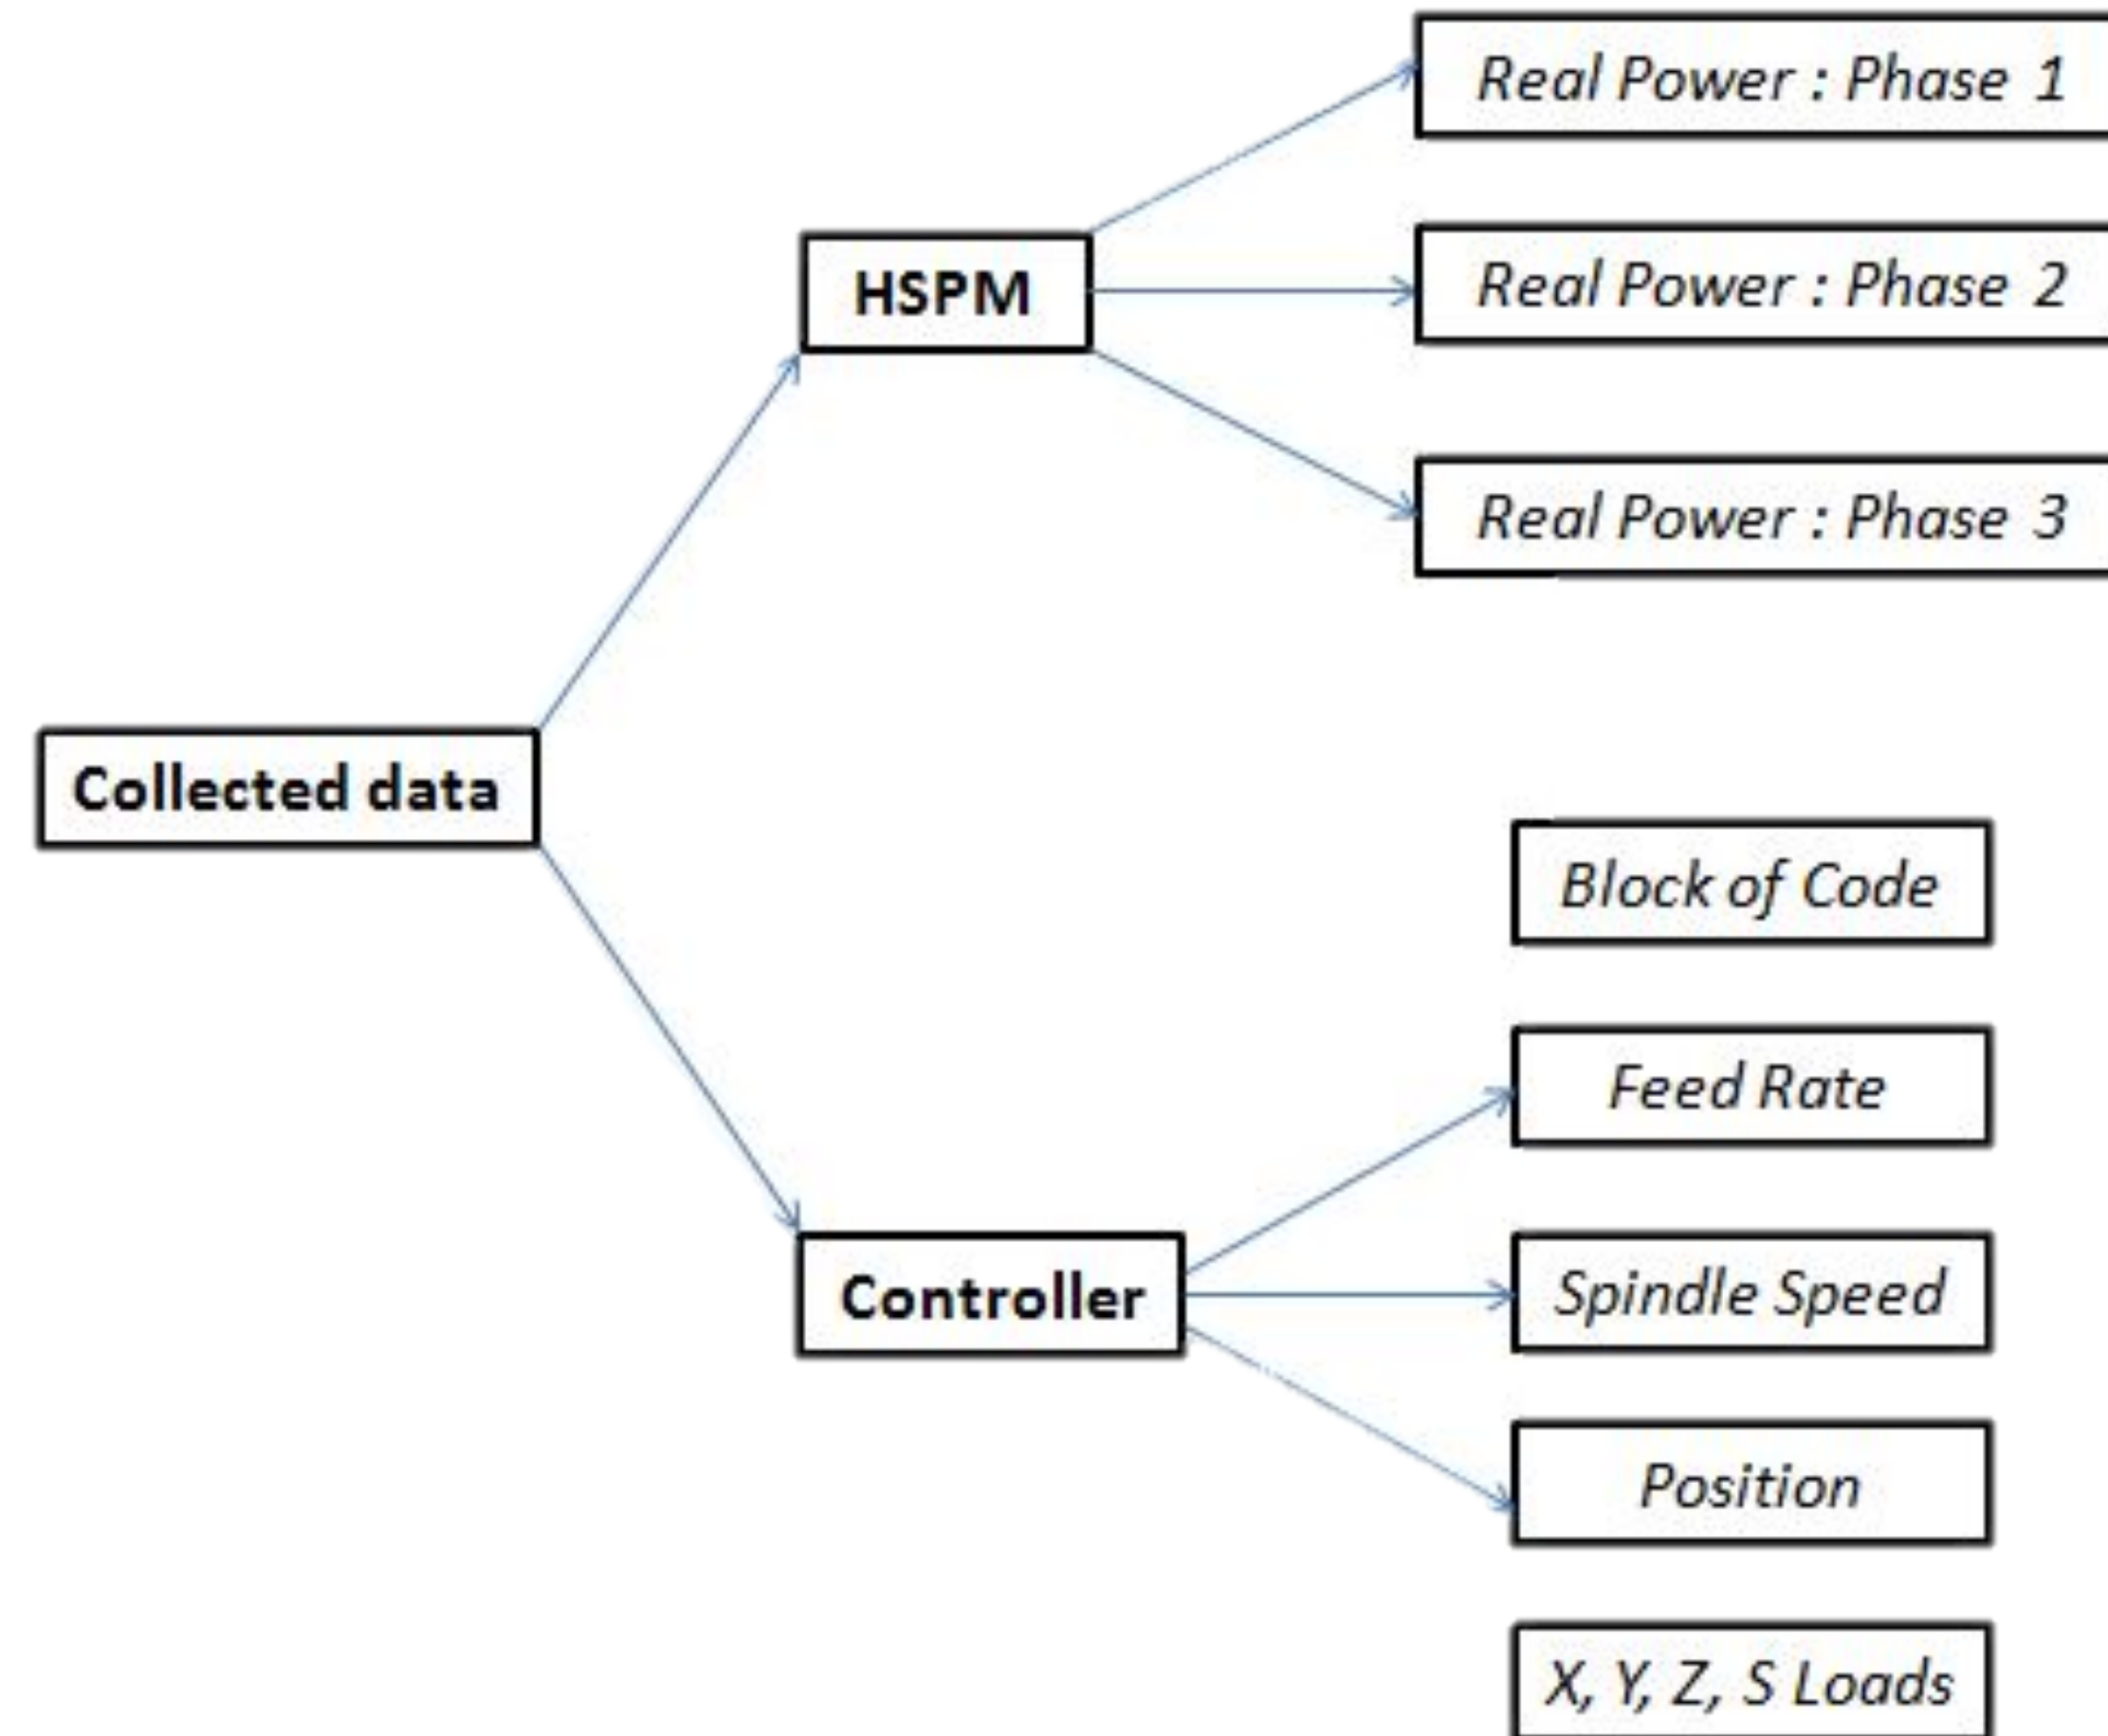 Real Power : Phase 1
Real Power : Phase 2
HSPM
Real Power : Phase 3
Collected data
Block of Code
Feed Rate
Spindle Speed
Controller
Position
X, Y, Z, S Loads